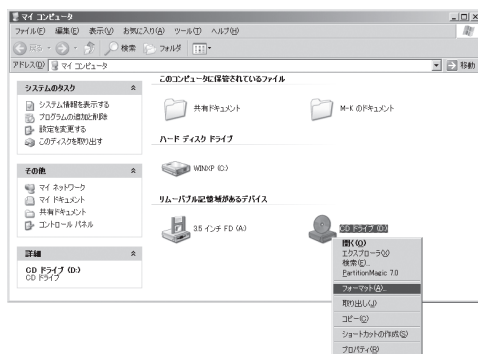 マイ コンピュータ
ファイル(F) 編集(E) 表示(V) お気に入り(A) ツール(T) ヘルプ(H)
戻る 検索 フォルダ
アドレス(D) マイ コンピュータ 移動
システムのタスク
システム情報を表示する
プログラムの追加と削除
設定を変更する
このディスクを取り出す
その他
マイ ネットワーク
マイ ドキュメント
共有ドキュメント
コントロール パネル
詳細
CD ドライブ (D:)
CD ドライブ
このコンピュータに保管されているファイル
共有ドキュメント M-K のドキュメント
ハード ディスク ドライブ
WINXP (C:)
リムーバブル記憶域があるデバイス
3.5 インチ FD (A:) CD ドライブ (D:)
開く(O)
エクスプローラ(X)
検索(E)...
PartitionMagic 7.0
フォーマット(A)...
取り出し(J)
コピー(C)
ショートカットの作成(S)
プロパティ(R)